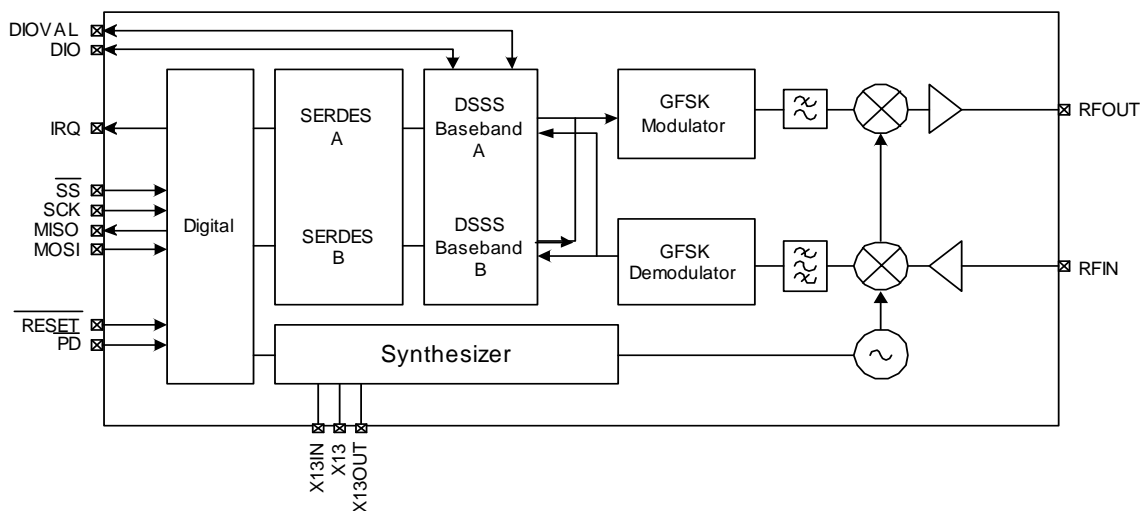 DIOVAL
DIO
IRQ
SS
SCK
MISO
MOSI
RESET
PD
Digital
SERDES
A
SERDES
B
DSSS
Baseband
A
DSSS
Baseband
B
GFSK
Modulator
GFSK
Demodulator
Synthesizer
RFOUT
RFIN
X13IN
X13
X13OUT